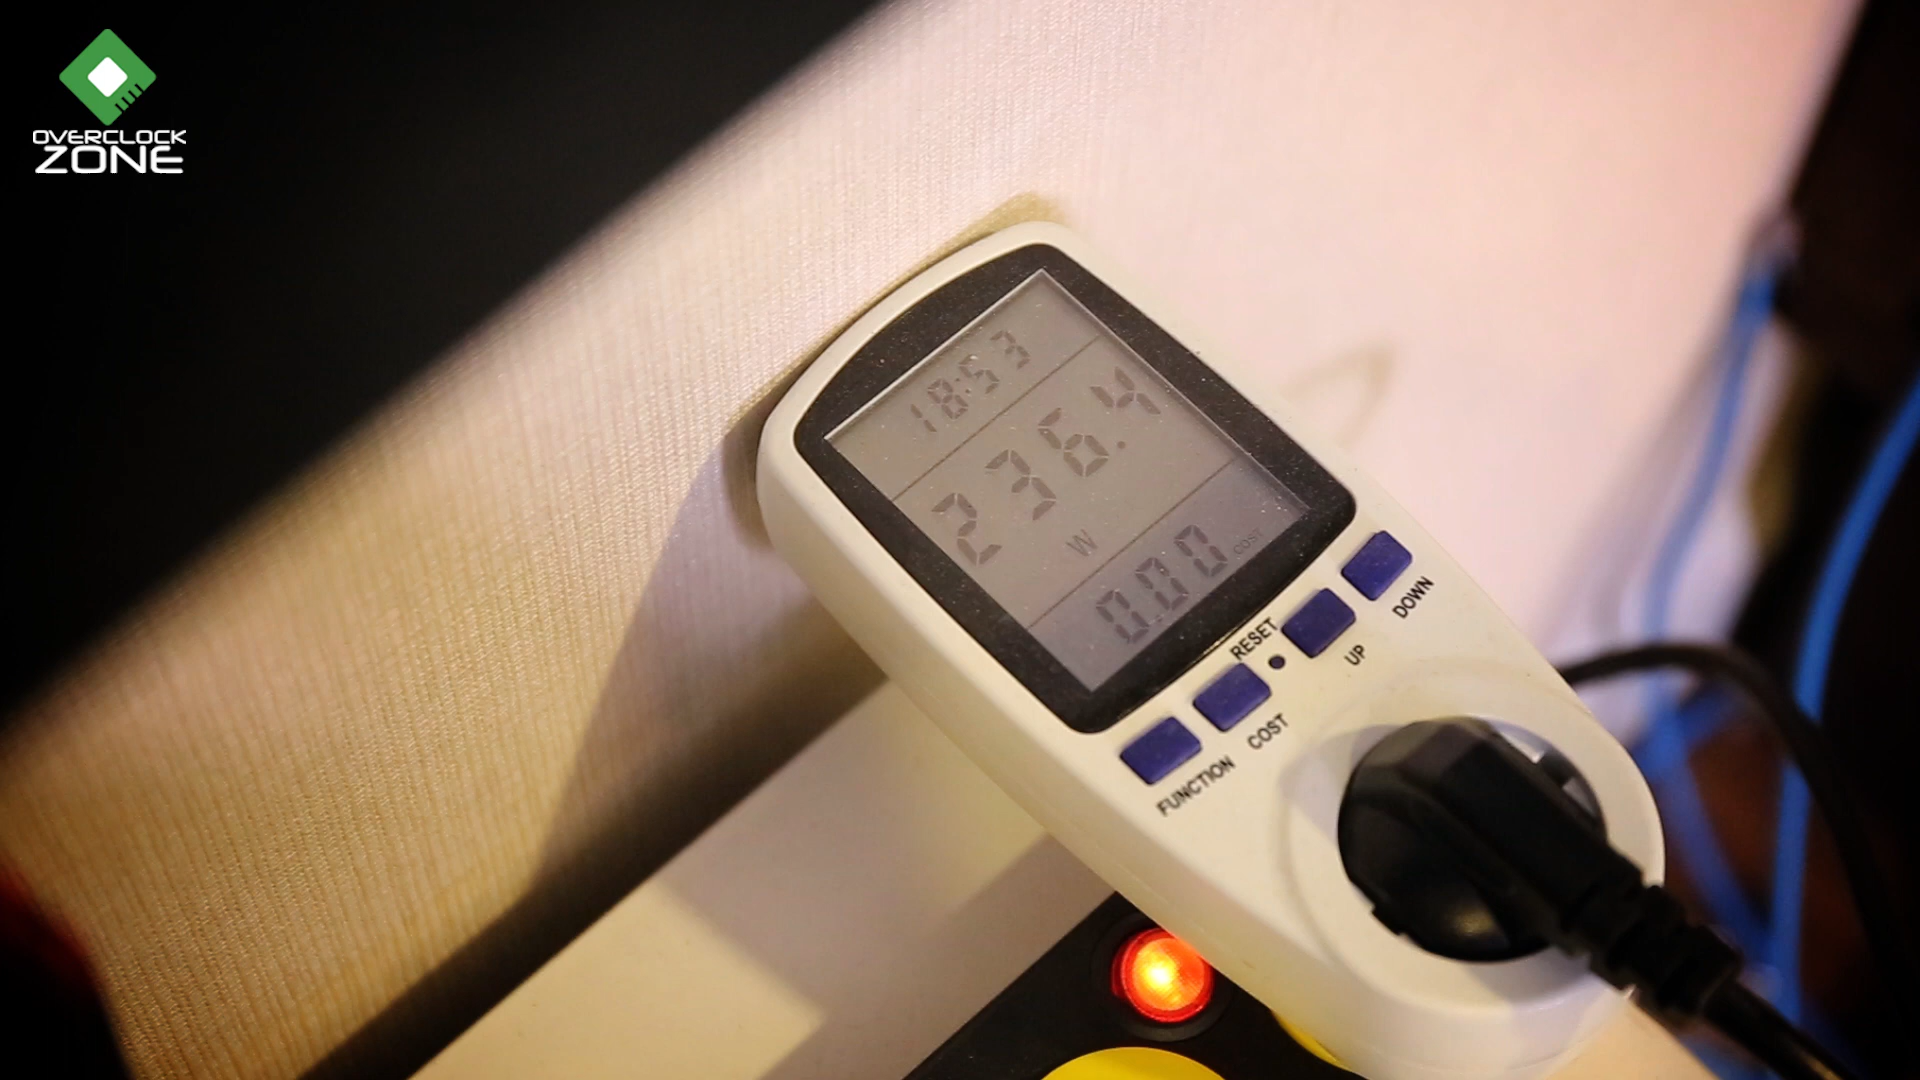 OVERCLOCK
ZONE
18:53
236.4
W
0.00 COST
RESET
DOWN
UP
COST
FUNCTION